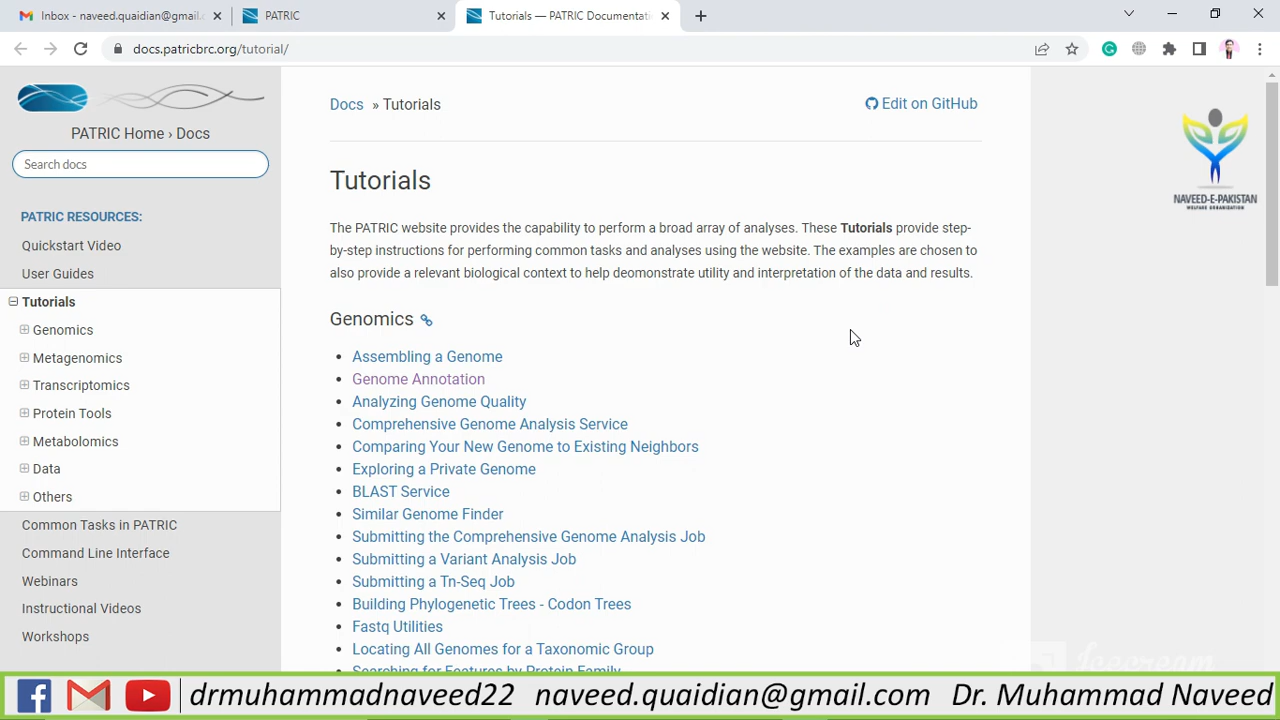 Inbox - naveed.quaidian@gmail.c
PATRIC
Tutorials — PATRIC Documentati
docs.patricbrc.org/tutorial/
PATRIC Home › Docs
Search docs
PATRIC RESOURCES:
Quickstart Video
User Guides
Tutorials
Genomics
Metagenomics
Transcriptomics
Protein Tools
Metabolomics
Data
Others
Common Tasks in PATRIC
Command Line Interface
Webinars
Instructional Videos
Workshops
Docs » Tutorials
Edit on GitHub
Tutorials
The PATRIC website provides the capability to perform a broad array of analyses. These Tutorials provide step-
by-step instructions for performing common tasks and analyses using the website. The examples are chosen to
also provide a relevant biological context to help deomonstrate utility and interpretation of the data and results.
Genomics
• Assembling a Genome
• Genome Annotation
• Analyzing Genome Quality
• Comprehensive Genome Analysis Service
• Comparing Your New Genome to Existing Neighbors
• Exploring a Private Genome
• BLAST Service
• Similar Genome Finder
• Submitting the Comprehensive Genome Analysis Job
• Submitting a Variant Analysis Job
• Submitting a Tn-Seq Job
• Building Phylogenetic Trees - Codon Trees
• Fastq Utilities
• Locating All Genomes for a Taxonomic Group
• Searching for Features by Protein Family
NAVEED-E-PAKISTAN
WELFARE ORGANIZATION
icecream
drmuhammadnaveed22 naveed.quaidian@gmail.com Dr. Muhammad Naveed